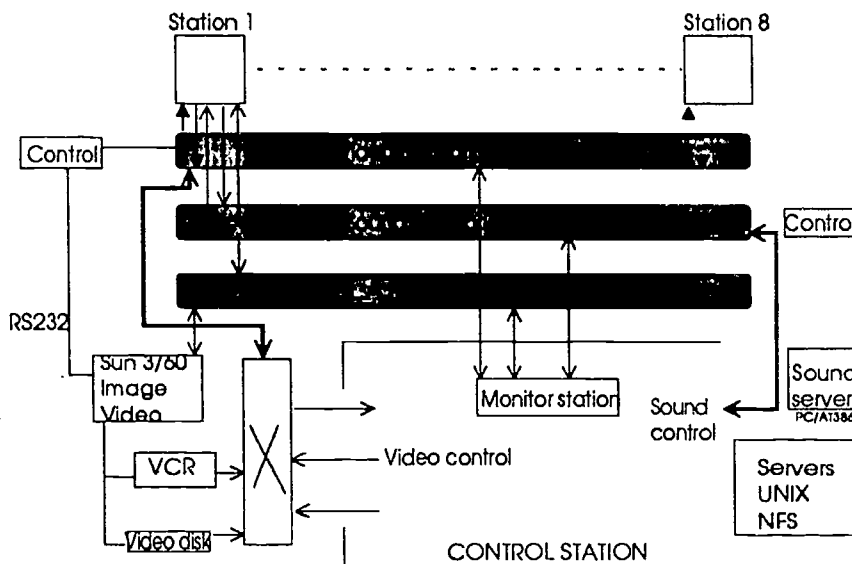 Station 1
Station 8
Control
Control
RS232
Sun 3/60
Image
Video
Monitor station
Sound
control
Sound
server
PC/AT386
VCR
Video control
Servers
UNIX
NFS
Video disk
CONTROL STATION